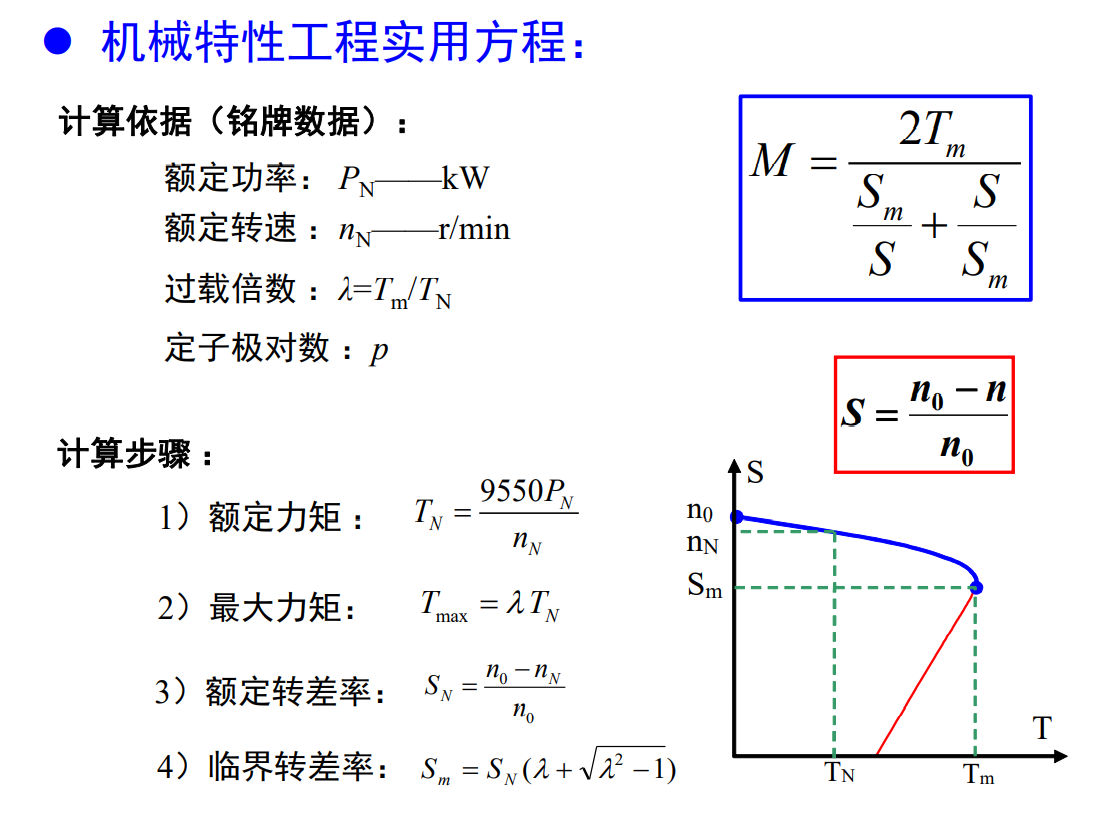 ● 机械特性工程实用方程：
计算依据（铭牌数据）：
额定功率： P_N——kW
额定转速： n_N——r/min
过载倍数： λ=T_m/T_N
定子极对数： p
M = \frac{2T_m}{\frac{S_m}{S} + \frac{S}{S_m}}
S = \frac{n_0 - n}{n_0}
计算步骤：
1）额定力矩： T_N = \frac{9550P_N}{n_N}
2）最大力矩： T_{max} = λT_N
3）额定转差率： S_N = \frac{n_0 - n_N}{n_0}
4）临界转差率： S_m = S_N(λ + \sqrt{λ^2 - 1})
S
n_0
n_N
S_m
T
T_N
T_m